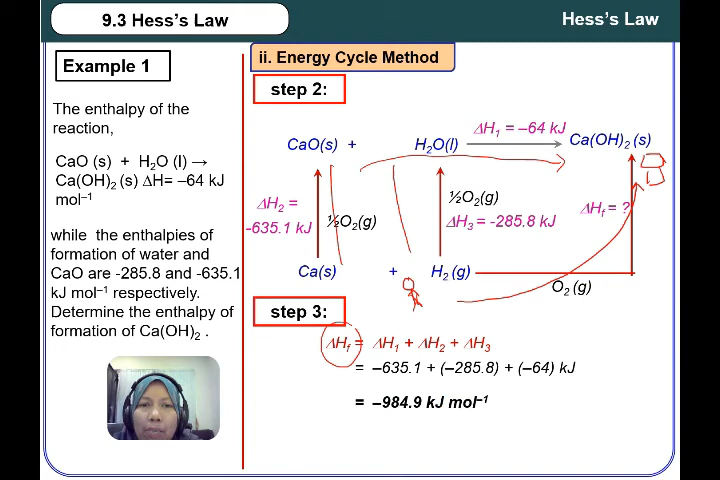 9.3 Hess's Law
Hess's Law
Example 1
The enthalpy of the
reaction,
CaO (s) + H₂O (l) →
Ca(OH)₂ (s) ΔH= –64 kJ
mol⁻¹
while the enthalpies of
formation of water and
CaO are -285.8 and -635.1
kJ mol⁻¹ respectively.
Determine the enthalpy of
formation of Ca(OH)₂ .
ii. Energy Cycle Method
step 2:
ΔH₁ = –64 kJ
CaO(s) + H₂O(l) Ca(OH)₂ (s)
ΔH₂ =
-635.1 kJ
½O₂(g)
½O₂(g)
ΔH₃ = -285.8 kJ
ΔHf = ?
Ca(s) + H₂ (g)
O₂ (g)
step 3:
ΔHf = ΔH₁ + ΔH₂ + ΔH₃
= –635.1 + (–285.8) + (–64) kJ
= –984.9 kJ mol⁻¹